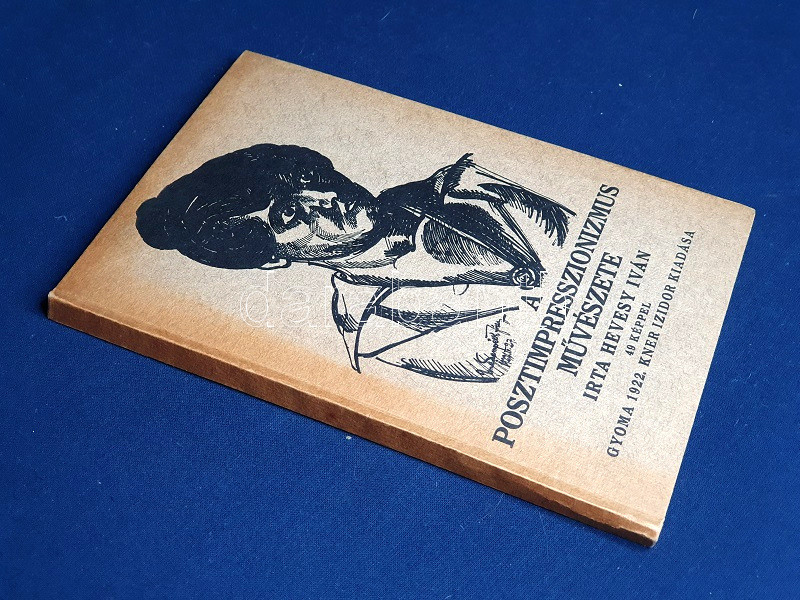 A
POSZTIMPRESSZIONIZMUS
MŰVÉSZETE
IRTA HEVESY IVÁN
49 KÉPPEL
GYOMA 1922. KNER IZIDOR KIADÁSA